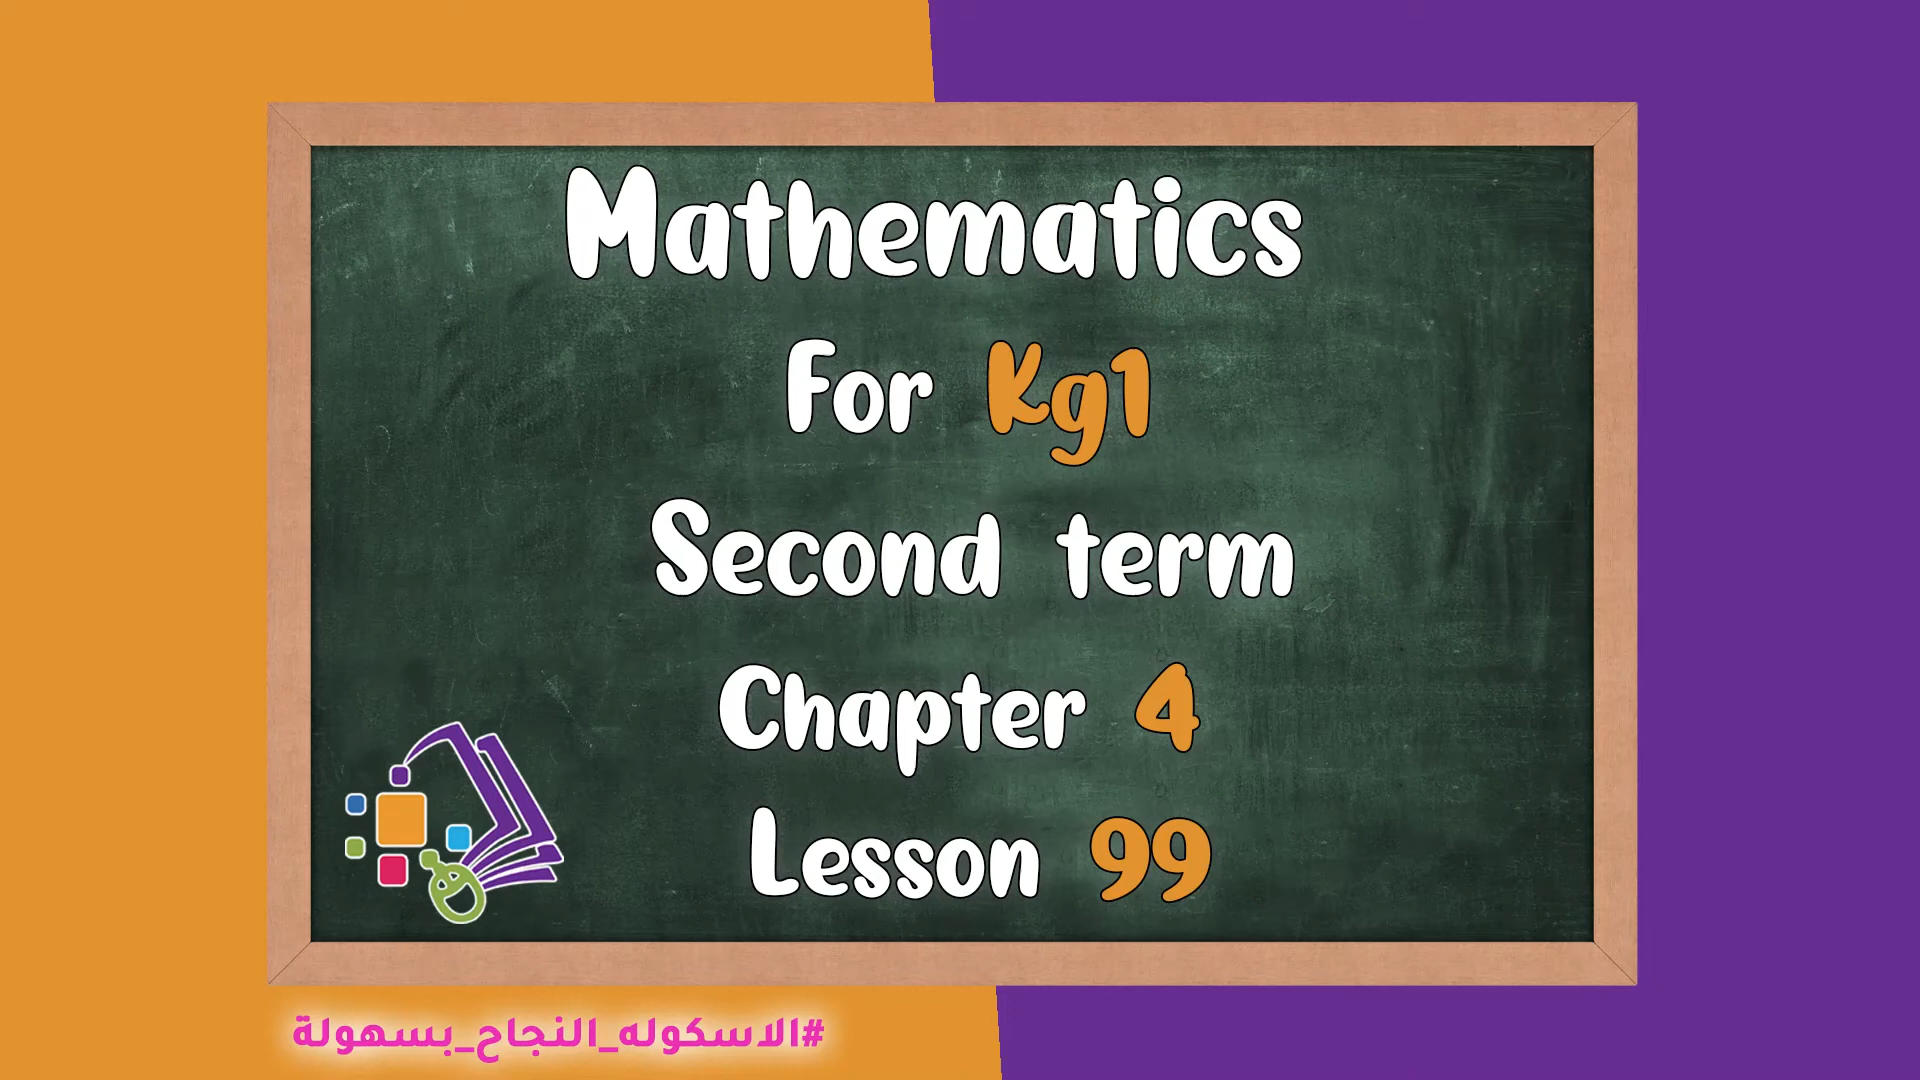 Mathematics
For Kg1
Second term
Chapter 4
Lesson 99
#الاسكوله_النجاح_بسهولة